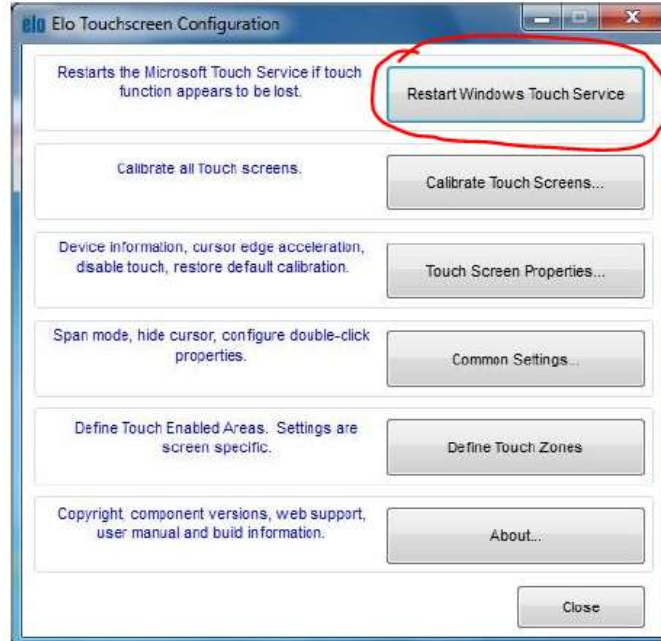 elo Elo Touchscreen Configuration
Restarts the Microsoft Touch Service if touch
function appears to be lost.
Restart Windows Touch Service
Calibrate all Touch screens.
Calibrate Touch Screens...
Device information, cursor edge acceleration,
disable touch, restore default calibration.
Touch Screen Properties...
Span mode, hide cursor, configure double-click
properties.
Common Settings...
Define Touch Enabled Areas. Settings are
screen specific.
Define Touch Zones
Copyright, component versions, web support,
user manual and build information.
About...
Close